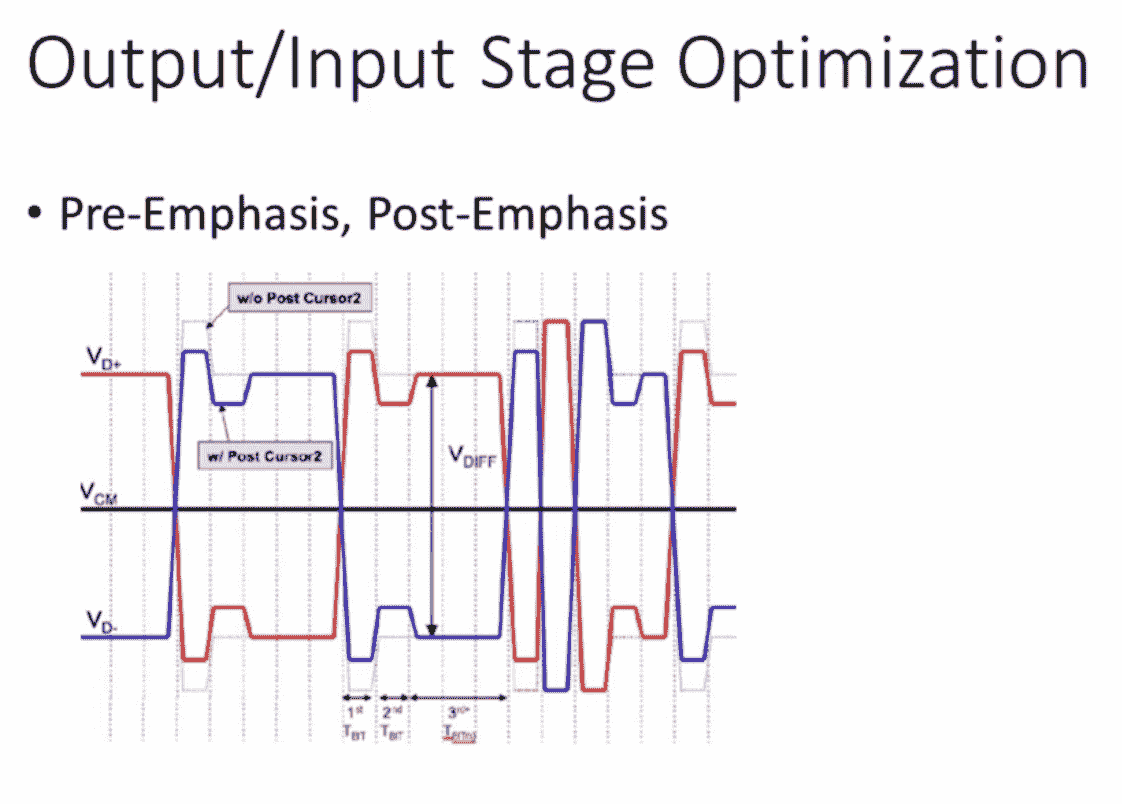 Output/Input Stage Optimization
• Pre-Emphasis, Post-Emphasis
w/o Post Cursor2
VD+
w/ Post Cursor2
VDIFF
VCM
VD-
1st 2nd 3rd+
TBIT TBIT TBIT(s)